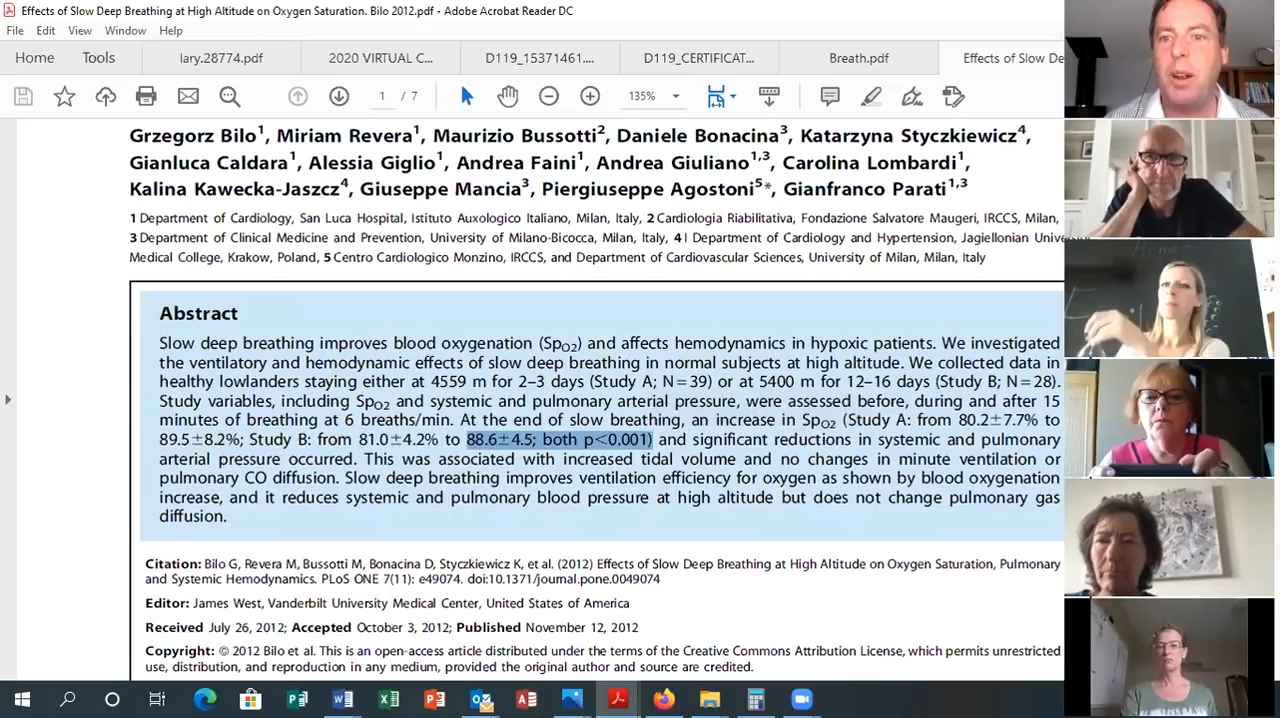 Effects of Slow Deep Breathing at High Altitude on Oxygen Saturation. Bilo 2012.pdf - Adobe Acrobat Reader DC
File Edit View Window Help
Home Tools lary.28774.pdf 2020 VIRTUAL C... D119_15371461.... D119_CERTIFICAT... Breath.pdf Effects of Slow De
1 / 7 135%
Grzegorz Bilo1, Miriam Revera1, Maurizio Bussotti2, Daniele Bonacina3, Katarzyna Styczkiewicz4,
Gianluca Caldara1, Alessia Giglio1, Andrea Faini1, Andrea Giuliano1,3, Carolina Lombardi1,
Kalina Kawecka-Jaszcz4, Giuseppe Mancia3, Piergiuseppe Agostoni5*, Gianfranco Parati1,3
1 Department of Cardiology, San Luca Hospital, Istituto Auxologico Italiano, Milan, Italy, 2 Cardiologia Riabilitativa, Fondazione Salvatore Maugeri, IRCCS, Milan,
3 Department of Clinical Medicine and Prevention, University of Milano-Bicocca, Milan, Italy, 4 I Department of Cardiology and Hypertension, Jagiellonian
Medical College, Krakow, Poland, 5 Centro Cardiologico Monzino, IRCCS, and Department of Cardiovascular Sciences, University of Milan, Milan, Italy
Abstract
Slow deep breathing improves blood oxygenation (SpO2) and affects hemodynamics in hypoxic patients. We investigated
the ventilatory and hemodynamic effects of slow deep breathing in normal subjects at high altitude. We collected data in
healthy lowlanders staying either at 4559 m for 2–3 days (Study A; N=39) or at 5400 m for 12–16 days (Study B; N=28).
Study variables, including SpO2 and systemic and pulmonary arterial pressure, were assessed before, during and after 15
minutes of breathing at 6 breaths/min. At the end of slow breathing, an increase in SpO2 (Study A: from 80.2±7.7% to
89.5±8.2%; Study B: from 81.0±4.2% to 88.6±4.5; both p<0.001) and significant reductions in systemic and pulmonary
arterial pressure occurred. This was associated with increased tidal volume and no changes in minute ventilation or
pulmonary CO diffusion. Slow deep breathing improves ventilation efficiency for oxygen as shown by blood oxygenation
increase, and it reduces systemic and pulmonary blood pressure at high altitude but does not change pulmonary gas
diffusion.
Citation: Bilo G, Revera M, Bussotti M, Bonacina D, Styczkiewicz K, et al. (2012) Effects of Slow Deep Breathing at High Altitude on Oxygen Saturation, Pulmonary
and Systemic Hemodynamics. PLoS ONE 7(11): e49074. doi:10.1371/journal.pone.0049074
Editor: James West, Vanderbilt University Medical Center, United States of America
Received July 26, 2012; Accepted October 3, 2012; Published November 12, 2012
Copyright: © 2012 Bilo et al. This is an open-access article distributed under the terms of the Creative Commons Attribution License, which permits unrestricted
use, distribution, and reproduction in any medium, provided the original author and source are credited.